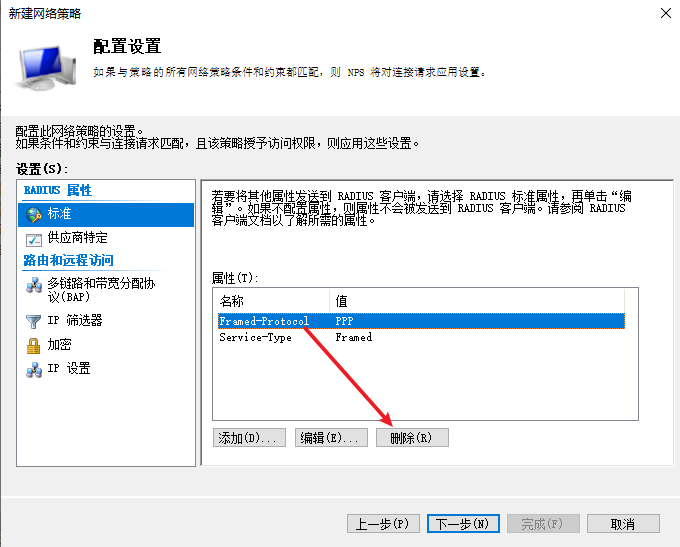 新建网络策略
配置设置
如果与策略的所有网络策略条件和约束都匹配，则 NPS 将对连接请求应用设置。
配置此网络策略的设置。
如果条件和约束与连接请求匹配，且该策略授予访问权限，则应用这些设置。
设置(S):
RADIUS 属性
标准
供应商特定
路由和远程访问
多链路和带宽分配协
议(BAP)
IP 筛选器
加密
IP 设置
若要将其他属性发送到 RADIUS 客户端，请选择 RADIUS 标准属性，再单击“编
辑”。如果不配置属性，则属性不会被发送到 RADIUS 客户端。请参阅 RADIUS
客户端文档以了解所需的属性。
属性(T):
名称 值
Framed-Protocol PPP
Service-Type Framed
添加(D)... 编辑(E)... 删除(R)
上一步(P) 下一步(N) 完成(F) 取消